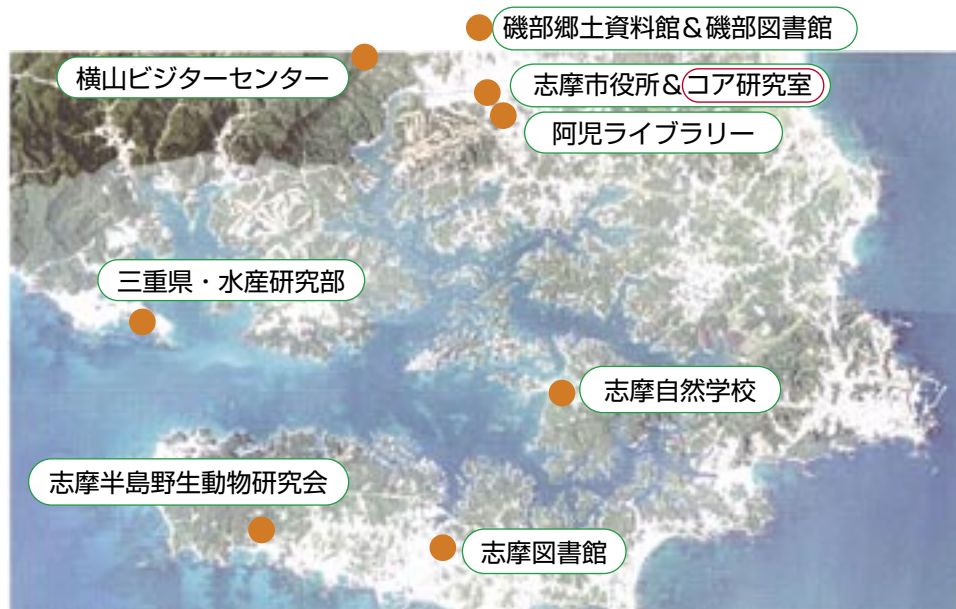 磯部郷土資料館＆磯部図書館
横山ビジターセンター
志摩市役所＆コア研究室
阿児ライブラリー
三重県・水産研究部
志摩自然学校
志摩半島野生動物研究会
志摩図書館